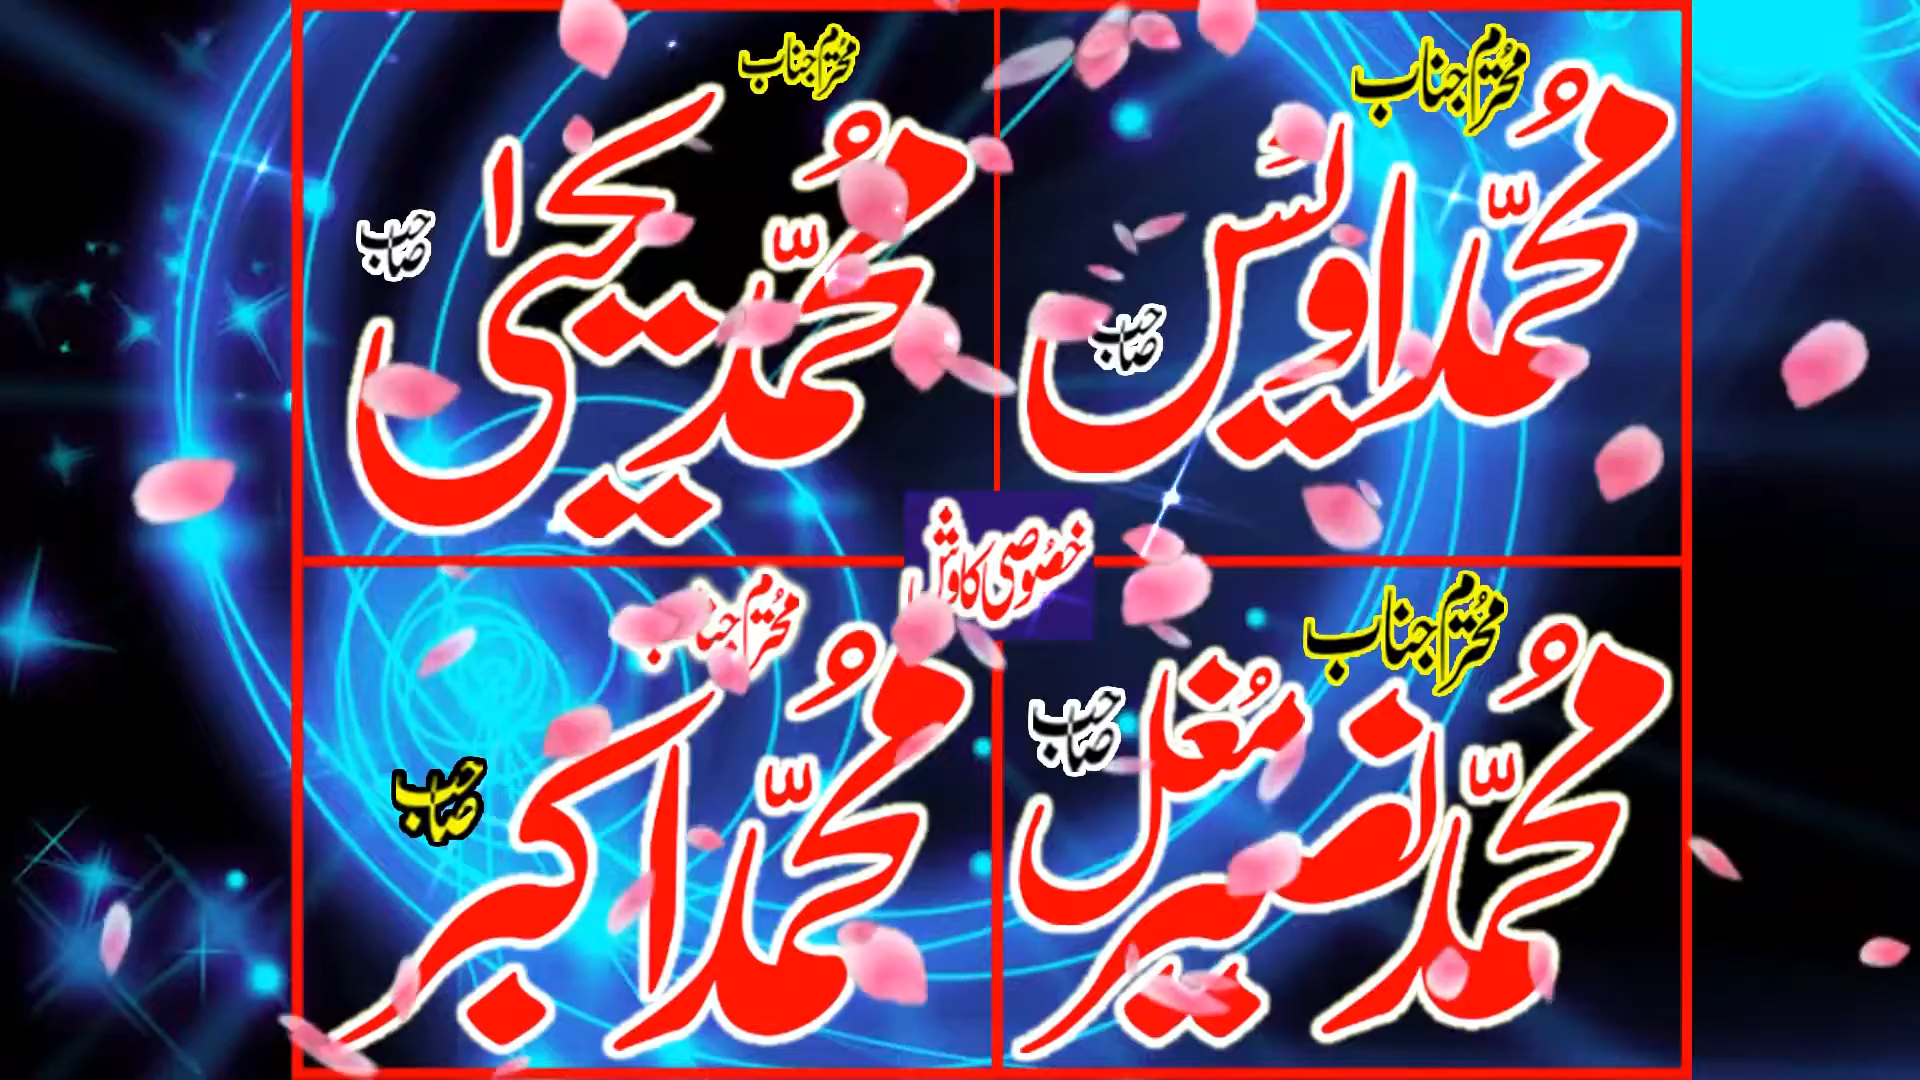 محترم جناب
محمد اویس
صاحب
محترم جناب
محمد یحییٰ
صاحب
خصوصی کاوش
محترم جناب
محمد نصیر مغل
صاحب
محترم جناب
محمد اکبر
صاحب